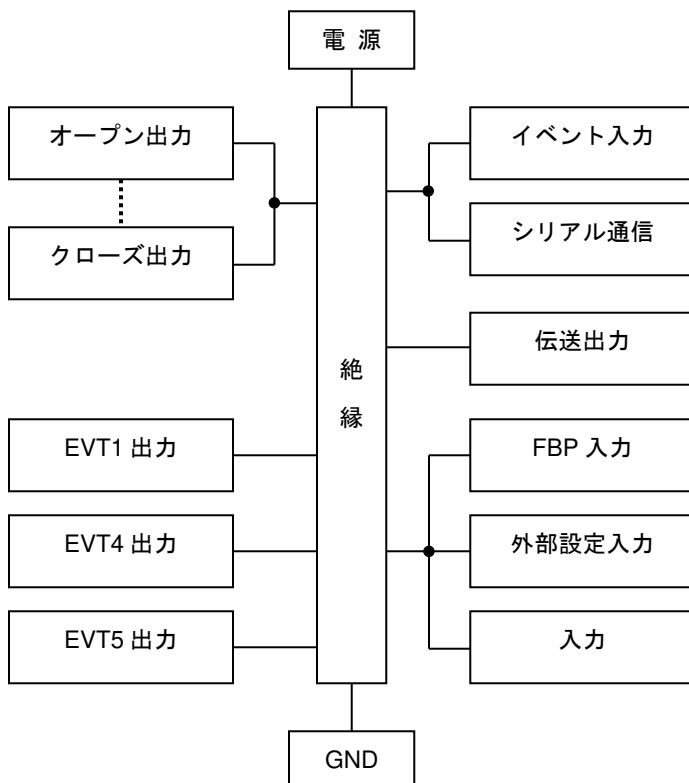 電 源
オープン出力
クローズ出力
EVT1 出力
EVT4 出力
EVT5 出力
絶
縁
イベント入力
シリアル通信
伝送出力
FBP 入力
外部設定入力
入力
GND